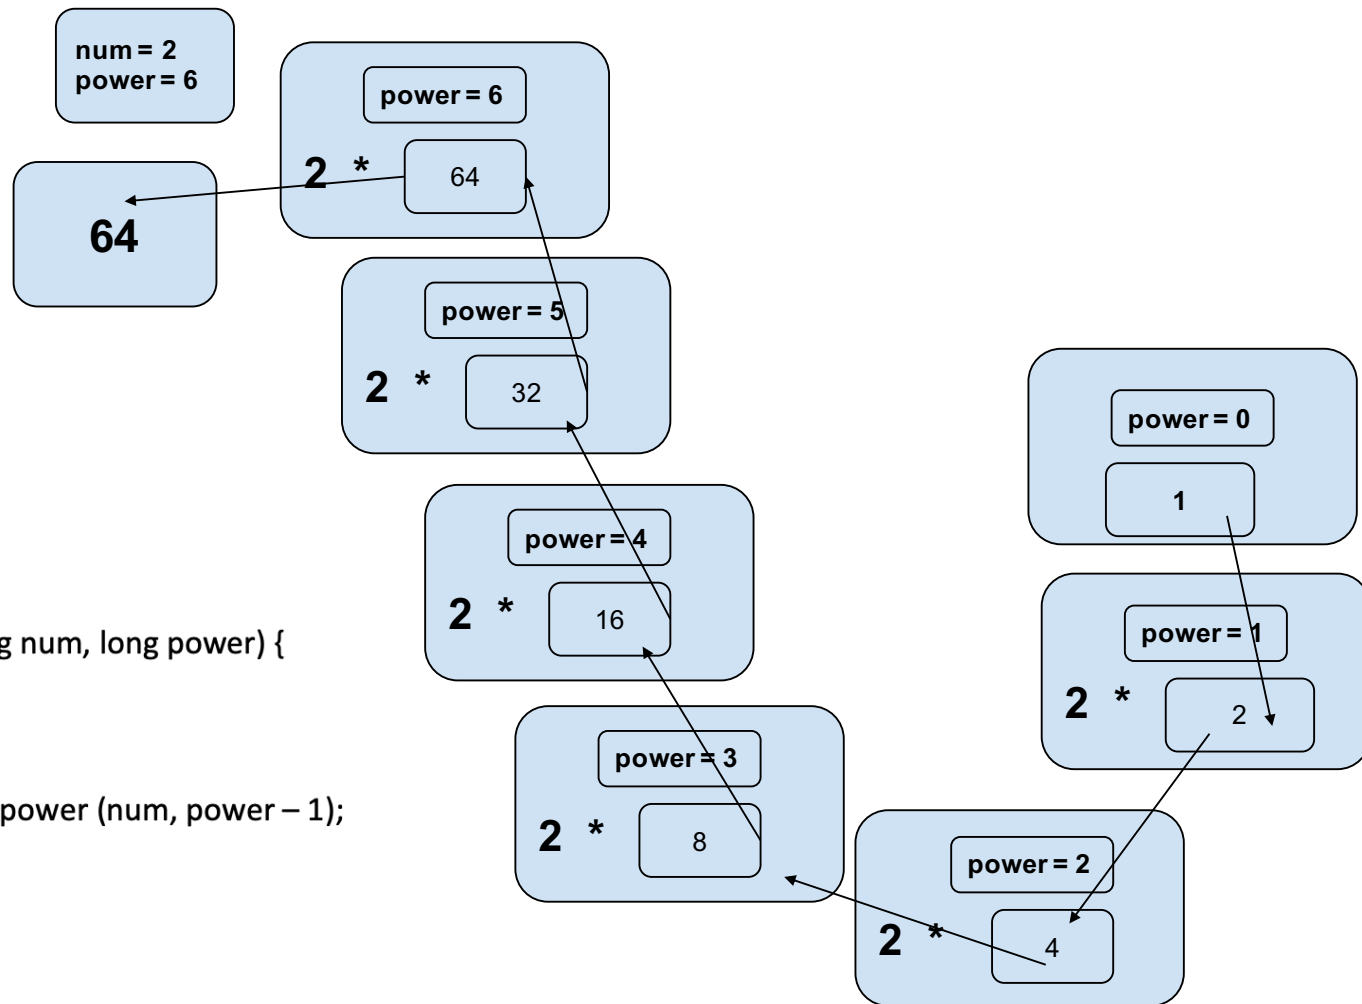 num = 2
power = 6
power = 6
2 * 64
64
power = 5
2 * 32
power = 4
2 * 16
power = 3
2 * 8
power = 2
2 * 4
power = 1
2 * 2
power = 0
1
g num, long power) {
power (num, power – 1);